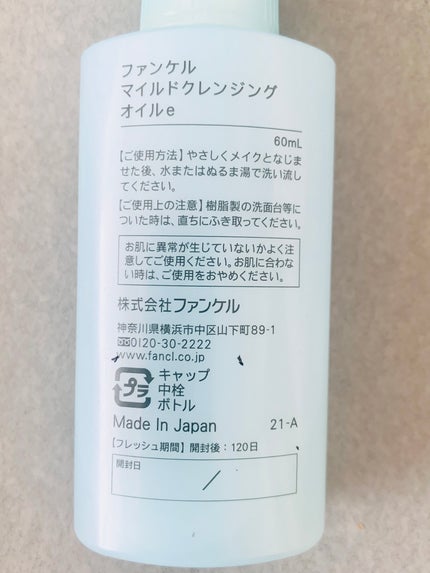 ファンケル
マイルドクレンジング
オイルe
60mL
【ご使用方法】やさしくメイクとなじま
せた後、水またはぬるま湯で洗い流し
てください。
【ご使用上の注意】樹脂製の洗面台等に
ついた時は、直ちにふき取ってください。
お肌に異常が生じていないかよく注
意してご使用ください。お肌に合わな
い時は、ご使用をおやめください。
株式会社ファンケル
神奈川県横浜市中区山下町89-1
0120-30-2222
www.fancl.co.jp
プラ
キャップ
中栓
ボトル
Made In Japan 21-A
【フレッシュ期間】開封後:120日
開封日
/